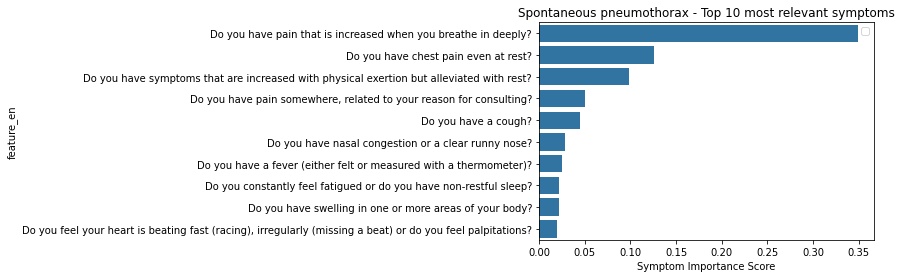 Spontaneous pneumothorax - Top 10 most relevant symptoms
Do you have pain that is increased when you breathe in deeply?
Do you have chest pain even at rest?
Do you have symptoms that are increased with physical exertion but alleviated with rest?
Do you have pain somewhere, related to your reason for consulting?
Do you have a cough?
feature_en
Do you have nasal congestion or a clear runny nose?
Do you have a fever (either felt or measured with a thermometer)?
Do you constantly feel fatigued or do you have non-restful sleep?
Do you have swelling in one or more areas of your body?
Do you feel your heart is beating fast (racing), irregularly (missing a beat) or do you feel palpitations?
0.00 0.05 0.10 0.15 0.20 0.25 0.30 0.35
Symptom Importance Score